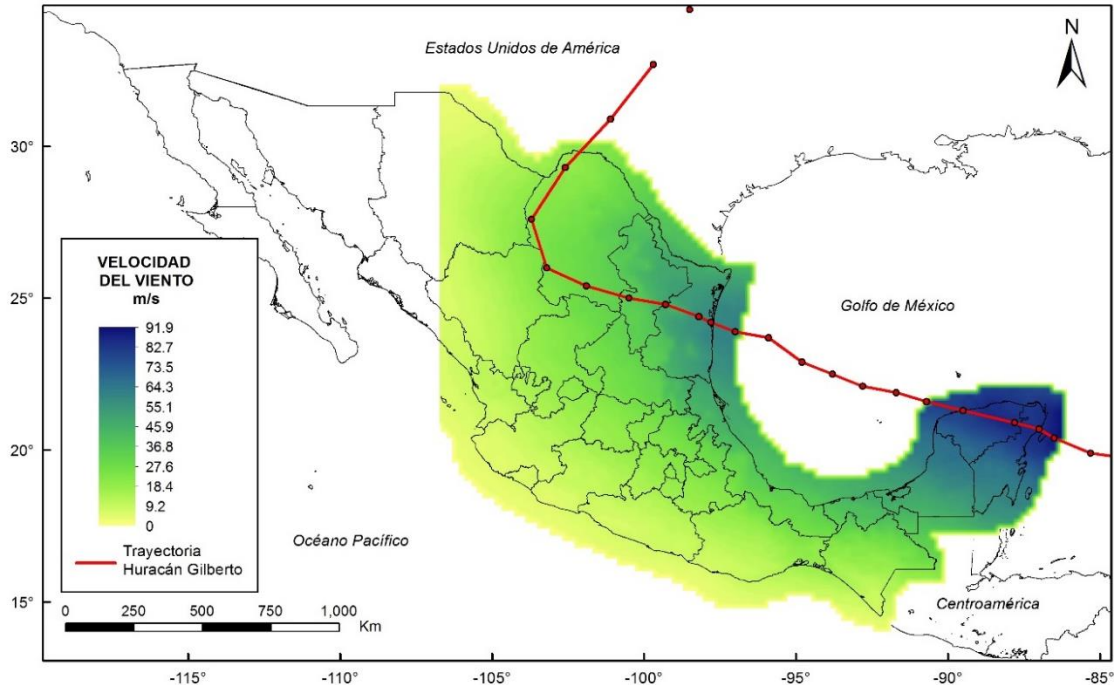 Estados Unidos de América
N
30°
25°
20°
15°
Golfo de México
VELOCIDAD
DEL VIENTO
m/s
91.9
82.7
73.5
64.3
55.1
45.9
36.8
27.6
18.4
9.2
0
Trayectoria
Huracán Gilberto
Océano Pacífico
Centroamérica
0 250 500 750 1,000
Km
-115° -110° -105° -100° -95° -90° -85°